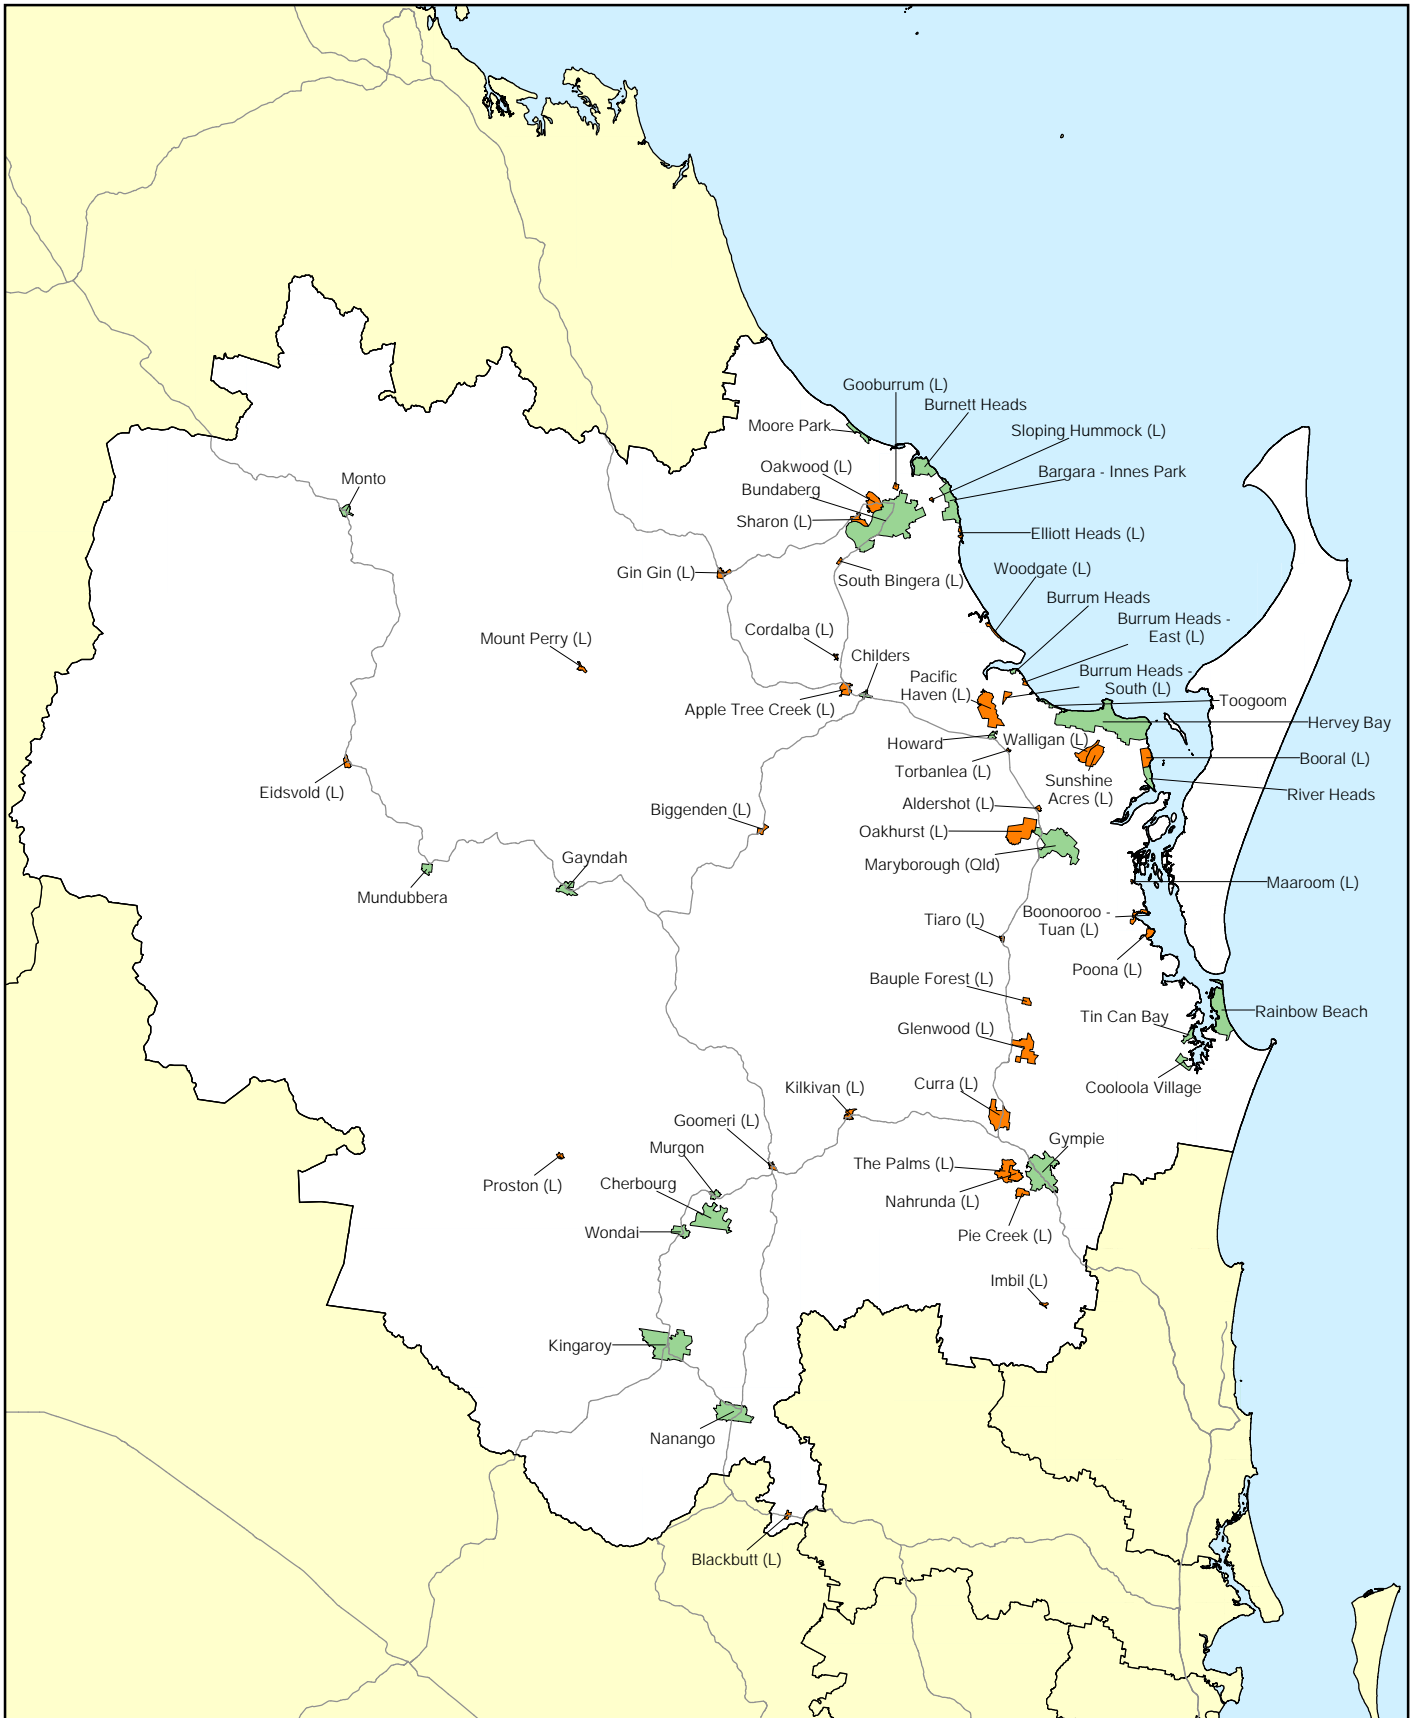 Gooburrum (L)
Burnett Heads
Moore Park
Sloping Hummock (L)
Oakwood (L)
Bargara - Innes Park
Monto
Bundaberg
Sharon (L)
Elliott Heads (L)
Gin Gin (L)
Woodgate (L)
South Bingera (L)
Burrum Heads
Burrum Heads -
East (L)
Cordalba (L)
Mount Perry (L)
Childers
Burrum Heads -
South (L)
Pacific
Haven (L)
Toogoom
Apple Tree Creek (L)
Hervey Bay
Howard
Walligan (L)
Booral (L)
Torbanlea (L)
Sunshine
Acres (L)
Eidsvold (L)
River Heads
Aldershot (L)
Biggenden (L)
Oakhurst (L)
Gayndah
Maryborough (Qld)
Maaroom (L)
Mundubbera
Boonooroo -
Tuan (L)
Tiaro (L)
Poona (L)
Bauple Forest (L)
Rainbow Beach
Tin Can Bay
Glenwood (L)
Curra (L)
Kilkivan (L)
Cooloola Village
Goomeri (L)
Gympie
Murgon
The Palms (L)
Cherbourg
Proston (L)
Nahrunda (L)
Wondai
Pie Creek (L)
Imbil (L)
Kingaroy
Nanango
Blackbutt (L)